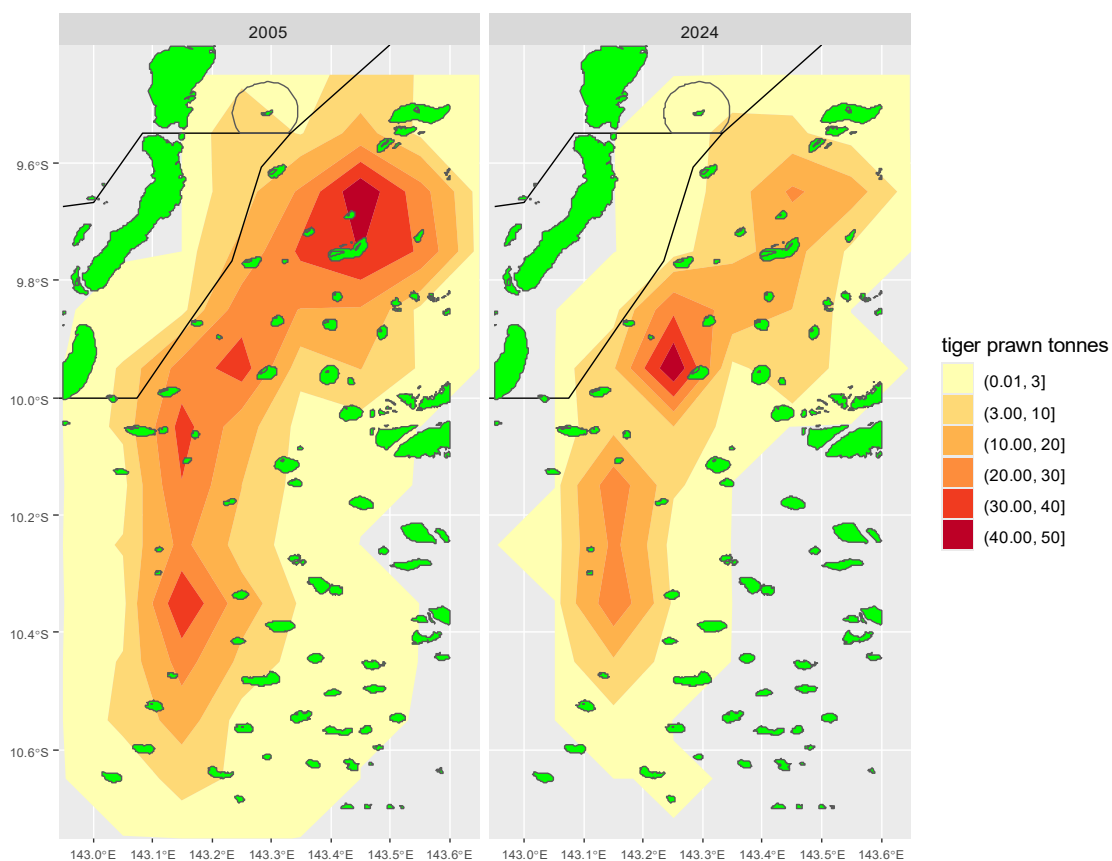 2005
2024
9.6°S
9.8°S
10.0°S
10.2°S
10.4°S
10.6°S
143.0°E 143.1°E 143.2°E 143.3°E 143.4°E 143.5°E 143.6°E
143.0°E 143.1°E 143.2°E 143.3°E 143.4°E 143.5°E 143.6°E
tiger prawn tonnes
(0.01, 3]
(3.00, 10]
(10.00, 20]
(20.00, 30]
(30.00, 40]
(40.00, 50]